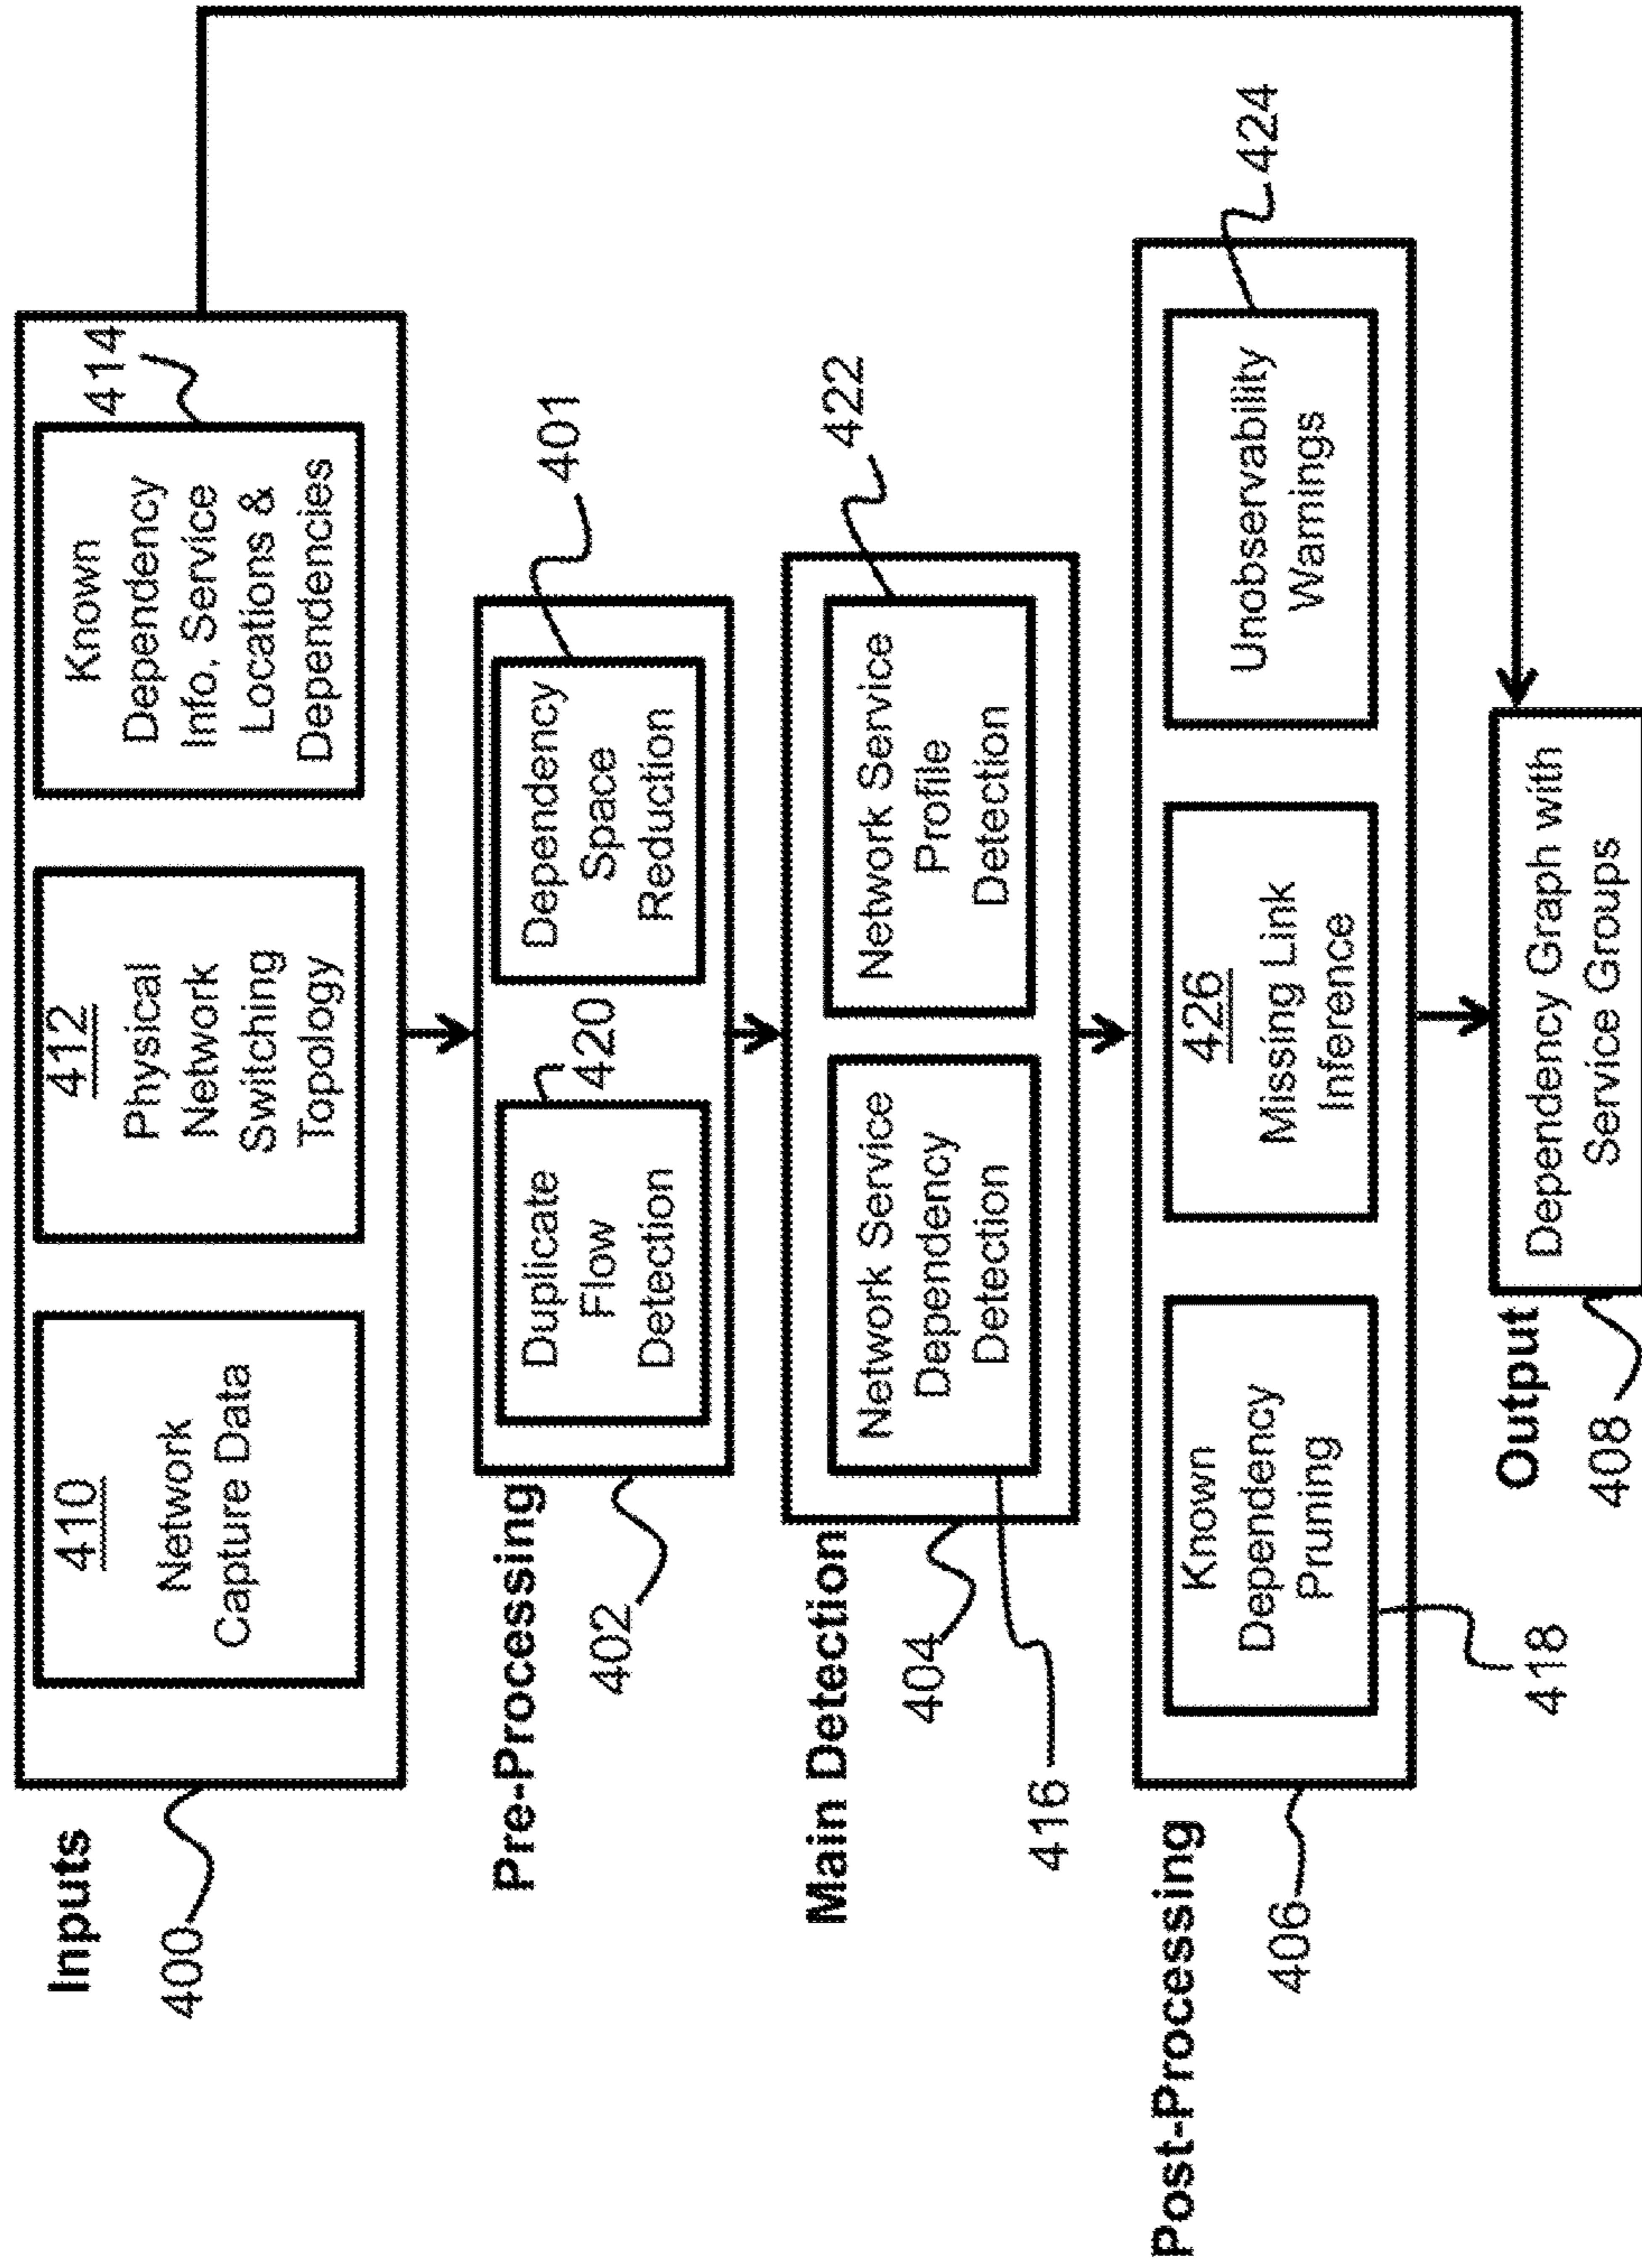 Inputs
400
410
Network
Capture Data
412
Physical
Network
Switching
Topology
Known
Dependency
Info, Service
Locations &
Dependencies
414
Pre-Processing
402
Duplicate
Flow
Detection
420
Dependency
Space
Reduction
401
Main Detection
404
416
Network Service
Dependency
Detection
Network Service
Profile
Detection
422
Post-Processing
406
Known
Dependency
Pruning
418
426
Missing Link
Inference
Unobservability
Warnings
424
Output
408
Dependency Graph with
Service Groups